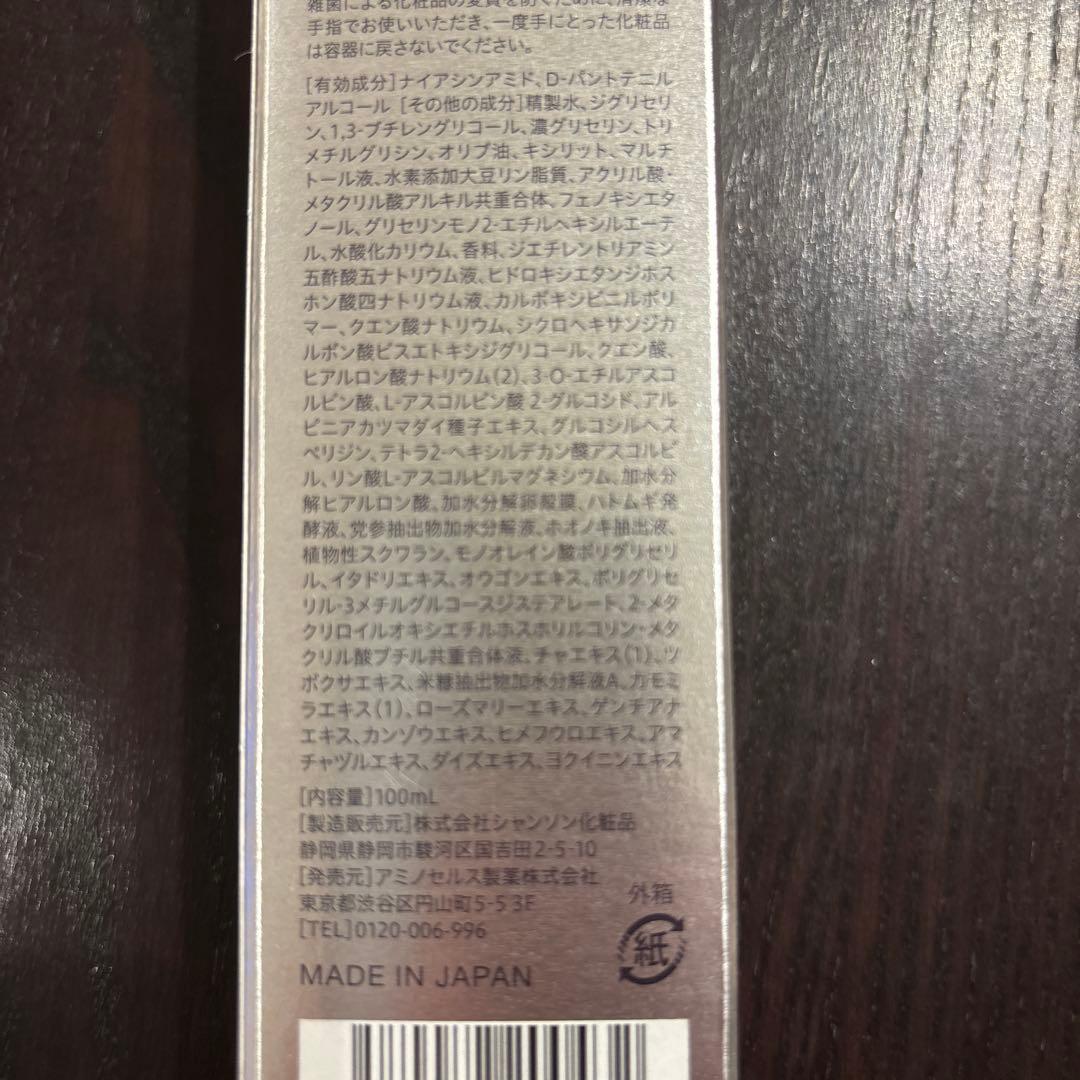 雑菌による化粧品の変質を防ぐために、清潔な
手指でお使いいただき、一度手にとった化粧品
は容器に戻さないでください。
[有効成分]ナイアシンアミド、D-パントテニル
アルコール [その他の成分]精製水、ジグリセリ
ン、1,3-ブチレングリコール、濃グリセリン、トリ
メチルグリシン、オリブ油、キシリット、マルチ
トール液、水素添加大豆リン脂質、アクリル酸・
メタクリル酸アルキル共重合体、フェノキシエタ
ノール、グリセリンモノ2-エチルヘキシルエーテ
ル、水酸化カリウム、香料、ジエチレントリアミン
五酢酸五ナトリウム液、ヒドロキシエタンジホス
ホン酸四ナトリウム液、カルボキシビニルポリ
マー、クエン酸ナトリウム、シクロヘキサンジカ
ルボン酸ビスエトキシジグリコール、クエン酸、
ヒアルロン酸ナトリウム(2)、3-O-エチルアスコ
ルビン酸、L-アスコルビン酸 2-グルコシド、アル
ピニアカツマダイ種子エキス、グルコシルヘス
ペリジン、テトラ2-ヘキシルデカン酸アスコルビ
ル、リン酸L-アスコルビルマグネシウム、加水分
解ヒアルロン酸、加水分解卵殻膜、ハトムギ発
酵液、党参抽出物加水分解液、ホオノキ抽出液、
植物性スクワラン、モノオレイン酸ポリグリセリ
ル、イタドリエキス、オウゴンエキス、ポリグリセ
リル-3メチルグルコースジステアレート、2-メタ
クリロイルオキシエチルホスホリルコリン・メタ
クリル酸ブチル共重合体液、チャエキス(1)、ツ
ボクサエキス、米糠抽出物加水分解液A、カモミ
ラエキス(1)、ローズマリーエキス、ゲンチアナ
エキス、カンゾウエキス、ヒメフウロエキス、アマ
チャヅルエキス、ダイズエキス、ヨクイニンエキス
[内容量]100mL
[製造販売元]株式会社シャンソン化粧品
静岡県静岡市駿河区国吉田2-5-10
[発売元]アミノセルス製薬株式会社
東京都渋谷区円山町5-5 3F
[TEL]0120-006-996
外箱
紙
MADE IN JAPAN